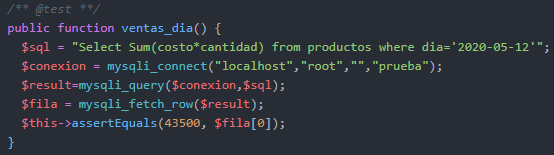 /** @test **/
public function ventas_dia() {
$sql = "Select Sum(costo*cantidad) from productos where dia='2020-05-12'";
$conexion = mysqli_connect("localhost","root","","prueba");
$result=mysqli_query($conexion,$sql);
$fila = mysqli_fetch_row($result);
$this->assertEquals(43500, $fila[0]);
}